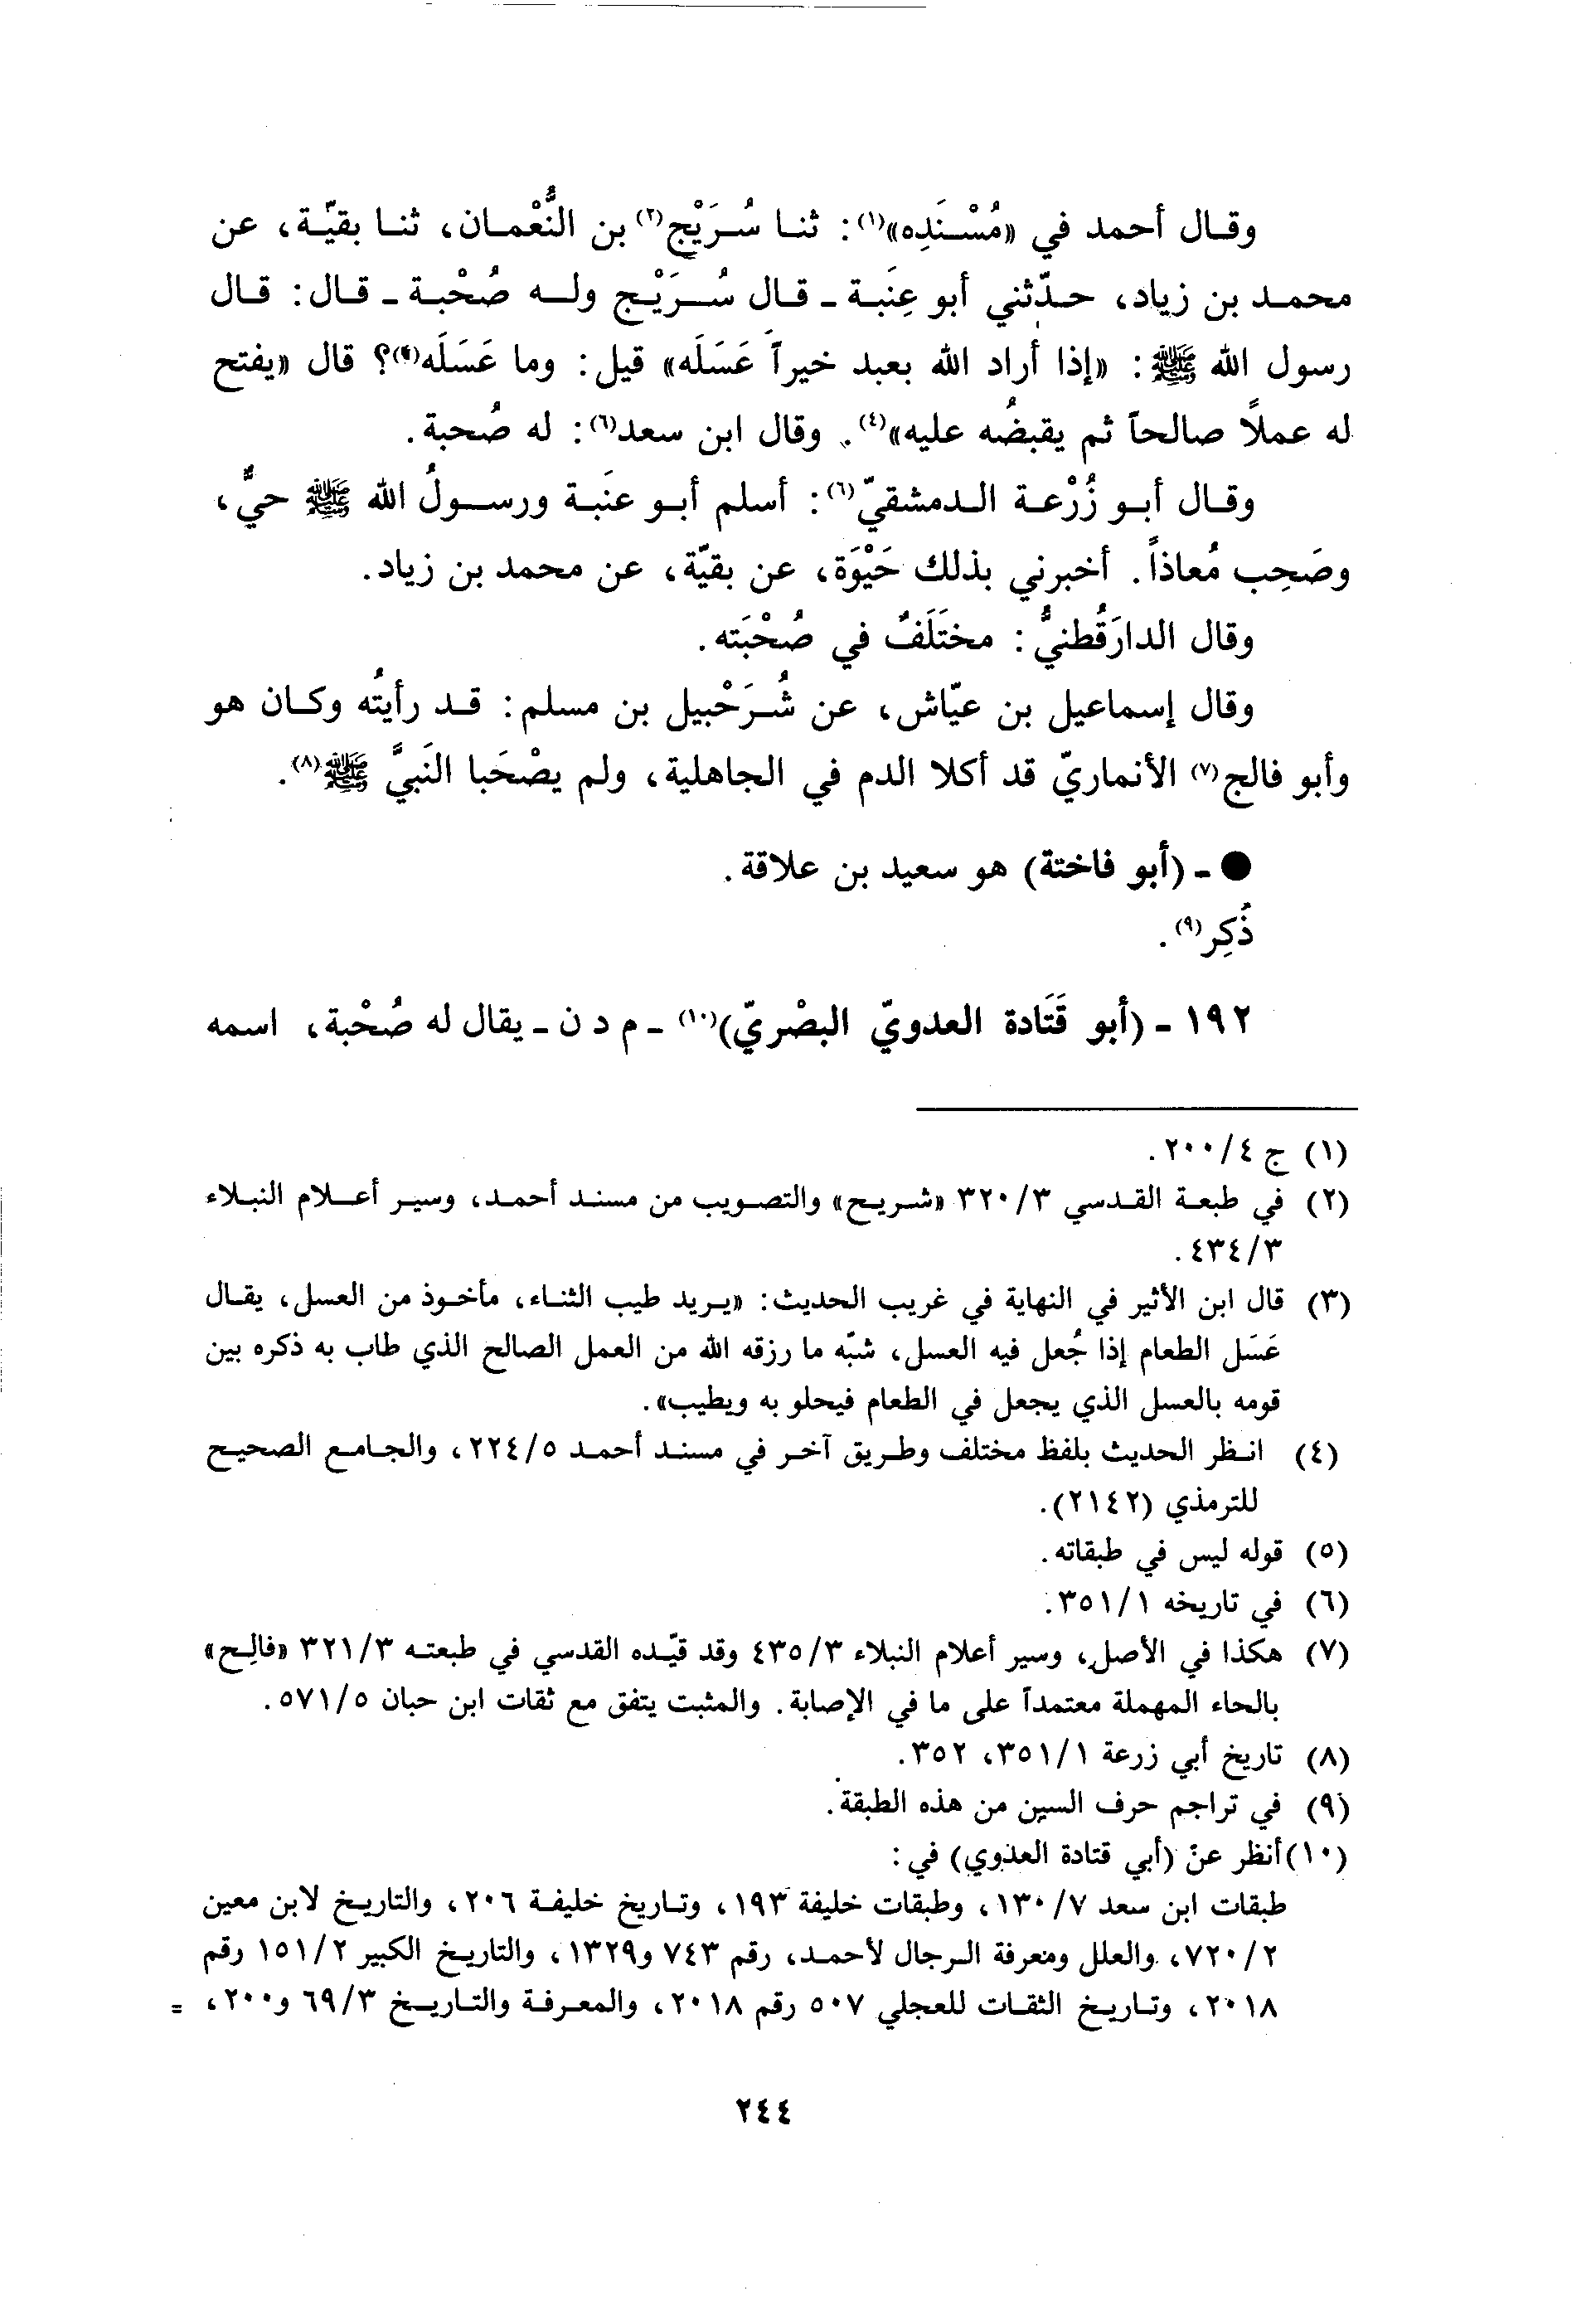 وقال أحمد في «مُسْنَدِه»(١): ثنا سُرَيْج(٢) بن النُّعْمان، ثنا بقيّة، عن
محمد بن زياد، حدّثني أبو عِنَبة ـ قال سُرَيْج وله صُحْبة ـ قال: قال
رسول الله ﷺ: «إذا أراد الله بعبد خيراً عَسَلَه» قيل: وما عَسَلَه(٣)؟ قال «يفتح
له عملاً صالحاً ثم يقبضُه عليه»(٤). وقال ابن سعد(٦): له صُحبة.
وقال أبو زُرْعة الدمشقيّ(٦): أسلم أبو عنَبة ورسولُ الله ﷺ حيٌّ،
وصَحِب مُعاذاً. أخبرني بذلك حَيْوَة، عن بقيّة، عن محمد بن زياد.
وقال الدارَقُطنيُّ: مختَلَفٌ في صُحْبَته.
وقال إسماعيل بن عيّاش، عن شُرَحْبيل بن مسلم: قد رأيتُه وكان هو
وأبو فالج(٧) الأنماريّ قد أكلا الدم في الجاهلية، ولم يصْحَبا النَبيَّ ﷺ(٨).
● ـ (أبو فاختة) هو سعيد بن علاقة.
ذُكِر(٩).
١٩٢ ـ (أبو قَتَادة العدويّ البصْريّ)(١٠) ـ م د ن ـ يقال له صُحْبة، اسمه
(١) ج ٤/٢٠٠.
(٢) في طبعة القدسي ٣/٣٢٠ «شريح» والتصويب من مسند أحمد، وسير أعلام النبلاء
٣/٤٣٤.
(٣) قال ابن الأثير في النهاية في غريب الحديث: «يريد طيب الثناء، مأخوذ من العسل، يقال
عَسَل الطعام إذا جُعل فيه العسل، شبّه ما رزقه الله من العمل الصالح الذي طاب به ذكره بين
قومه بالعسل الذي يجعل في الطعام فيحلو به ويطيب».
(٤) انظر الحديث بلفظ مختلف وطريق آخر في مسند أحمد ٥/٢٢٤، والجامع الصحيح
للترمذي (٢١٤٢).
(٥) قوله ليس في طبقاته.
(٦) في تاريخه ١/٣٥١.
(٧) هكذا في الأصل، وسير أعلام النبلاء ٣/٤٣٥ وقد قيّده القدسي في طبعته ٣/٣٢١ «فالِح»
بالحاء المهملة معتمداً على ما في الإصابة. والمثبت يتفق مع ثقات ابن حبان ٥/٥٧١.
(٨) تاريخ أبي زرعة ١/٣٥١، ٣٥٢.
(٩) في تراجم حرف السين من هذه الطبقة.
(١٠) أنظر عن (أبي قتادة العدوي) في:
طبقات ابن سعد ٧/١٣٠، وطبقات خليفة ١٩٣، وتاريخ خليفة ٢٠٦، والتاريخ لابن معين
٢/٧٢٠، والعلل ومعرفة الرجال لأحمد، رقم ٧٤٣ و١٣٢٩، والتاريخ الكبير ٢/١٥١ رقم
٢٠١٨، وتاريخ الثقات للعجلي ٥٠٧ رقم ٢٠١٨، والمعرفة والتاريخ ٣/٦٩ و٢٠٠، =
٢٤٤